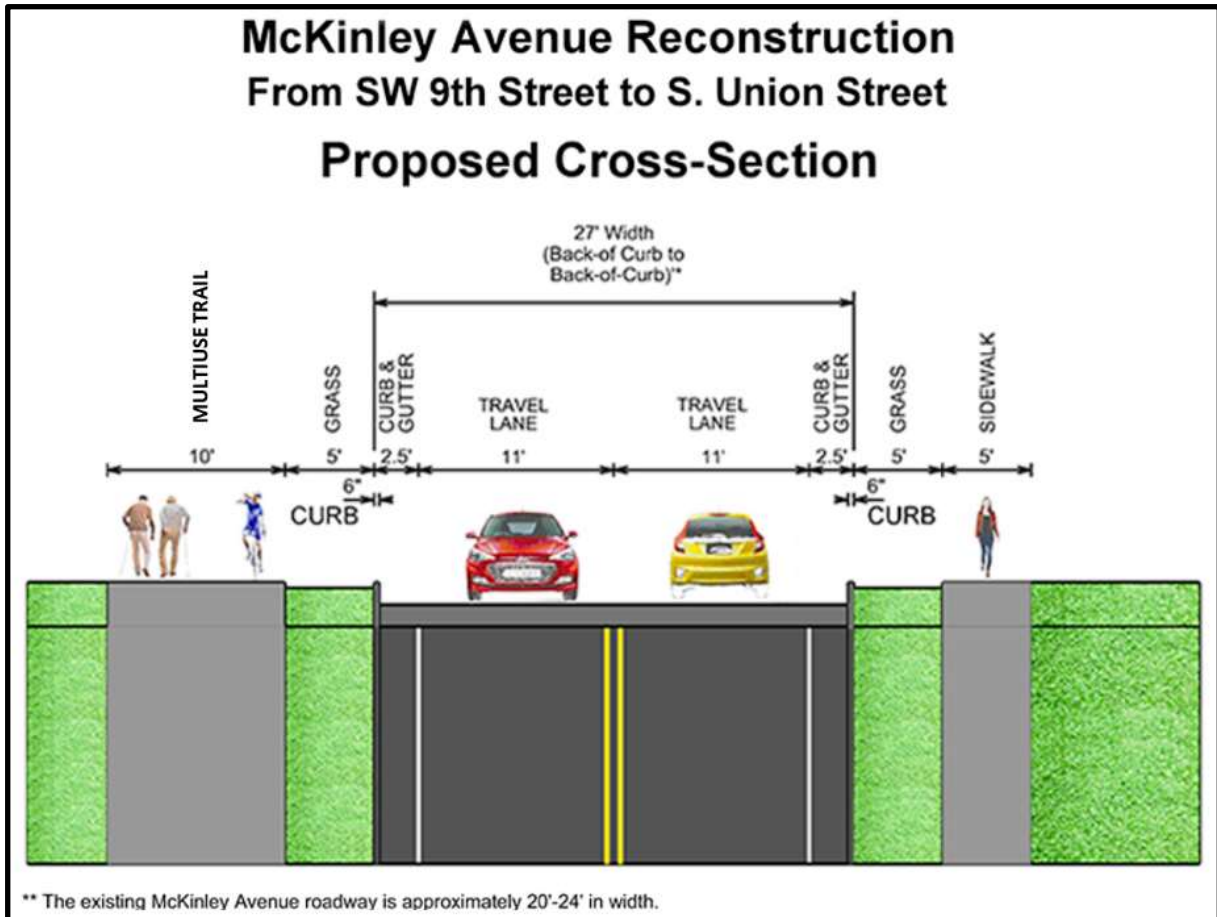 McKinley Avenue Reconstruction
From SW 9th Street to S. Union Street
Proposed Cross-Section
27' Width
(Back-of Curb to
Back-of-Curb)'*
MULTIUSE TRAIL
GRASS
CURB &
GUTTER
TRAVEL
LANE
TRAVEL
LANE
CURB &
GUTTER
GRASS
SIDEWALK
10'
5'
2.5'
11'
11'
2.5'
5'
5'
6"
CURB
6"
CURB
** The existing McKinley Avenue roadway is approximately 20'-24' in width.